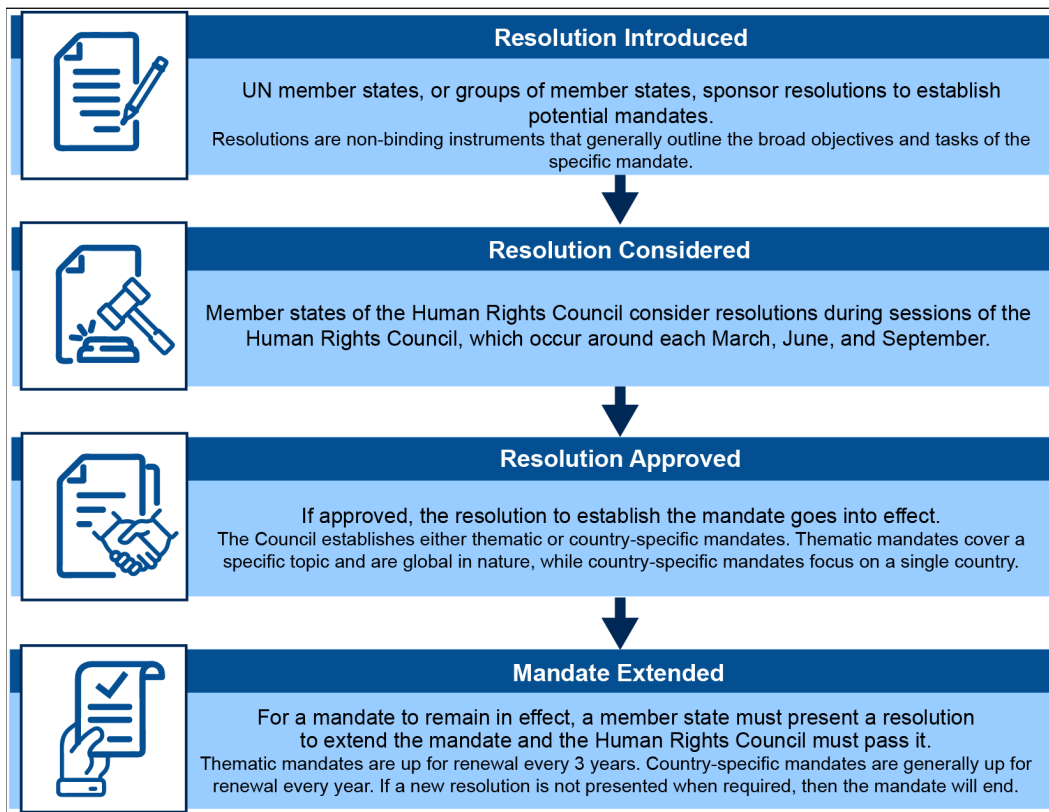 Resolution Introduced
UN member states, or groups of member states, sponsor resolutions to establish
potential mandates.
Resolutions are non-binding instruments that generally outline the broad objectives and tasks of the
specific mandate.
Resolution Considered
Member states of the Human Rights Council consider resolutions during sessions of the
Human Rights Council, which occur around each March, June, and September.
Resolution Approved
If approved, the resolution to establish the mandate goes into effect.
The Council establishes either thematic or country-specific mandates. Thematic mandates cover a
specific topic and are global in nature, while country-specific mandates focus on a single country.
Mandate Extended
For a mandate to remain in effect, a member state must present a resolution
to extend the mandate and the Human Rights Council must pass it.
Thematic mandates are up for renewal every 3 years. Country-specific mandates are generally up for
renewal every year. If a new resolution is not presented when required, then the mandate will end.